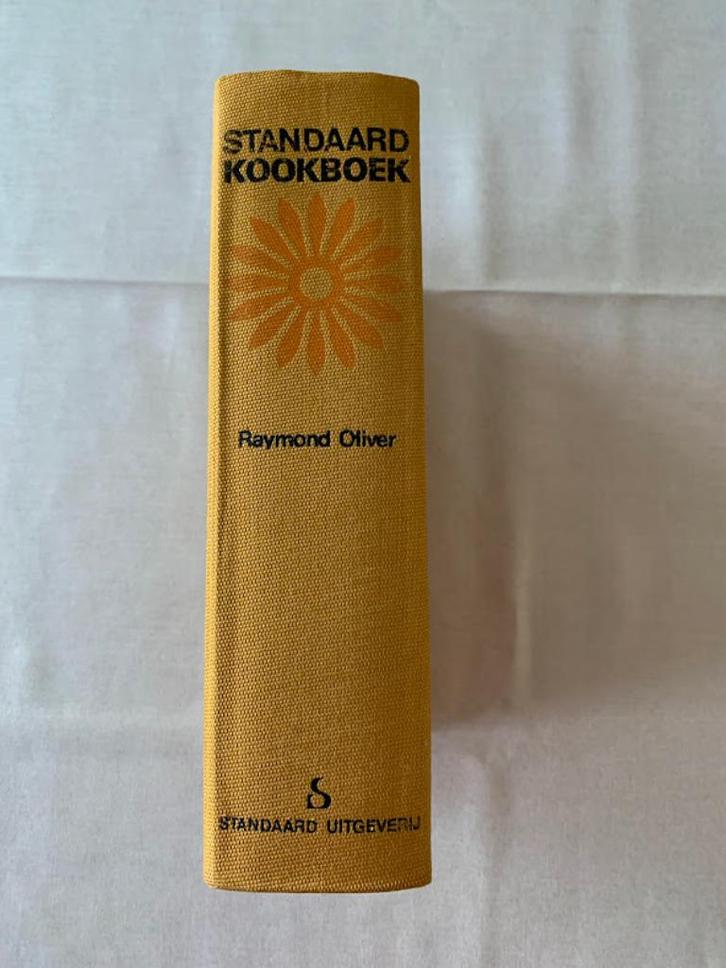 STANDAARD
KOOKBOEK
Raymond Oliver
S
STANDAARD UITGEVERIJ